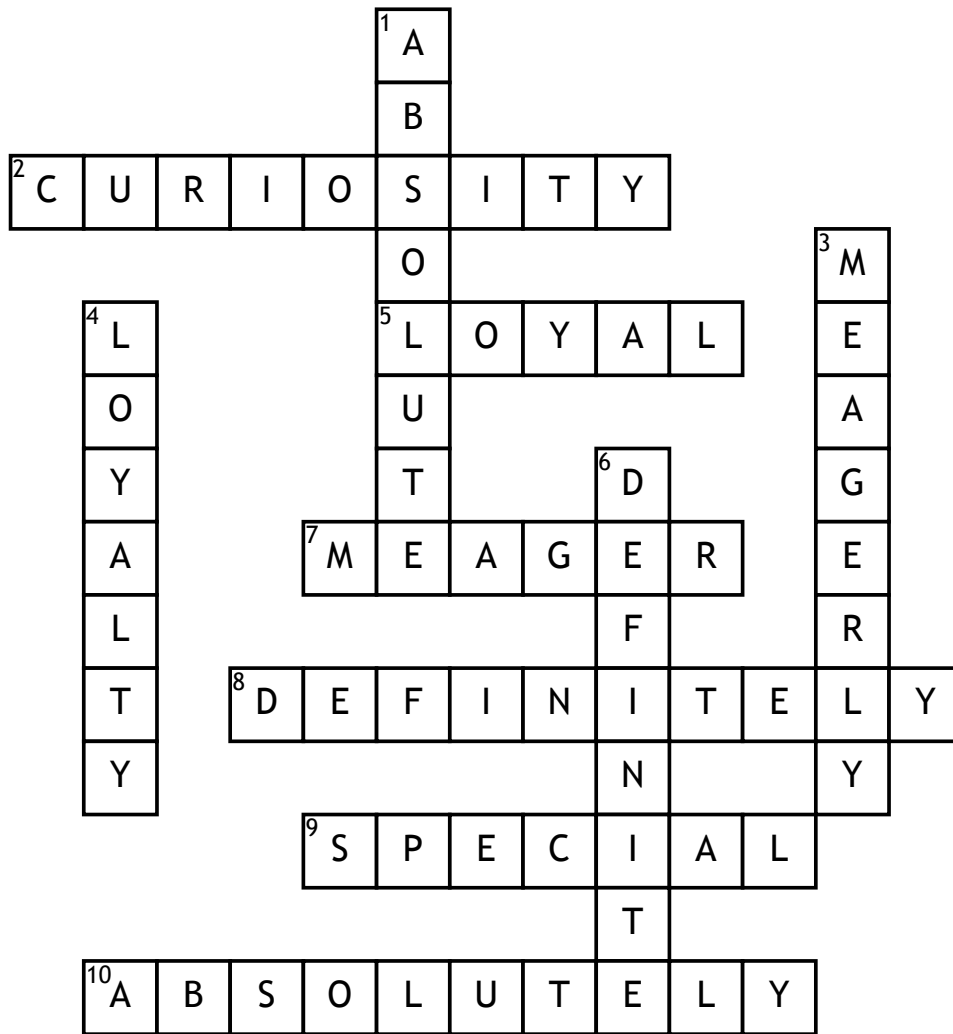 1 A
B
2 C U R I O S I T Y
O 3 M
4 L 5 L O Y A L E
O U A
Y T 6 D G
A 7 M E A G E R E
L F R
T 8 D E F I N I T E L Y
Y N Y
9 S P E C I A L
T
10 A B S O L U T E L Y